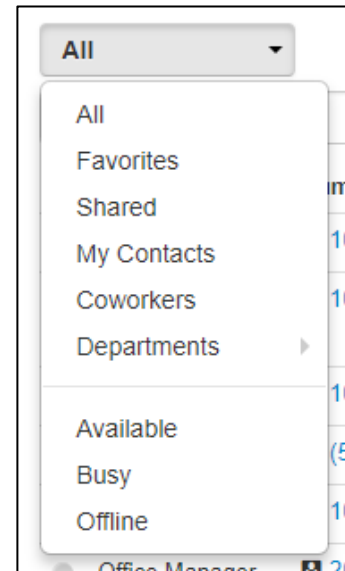 All
All
Favorites
Shared
My Contacts
Coworkers
Departments
Available
Busy
Offline
Office Manager